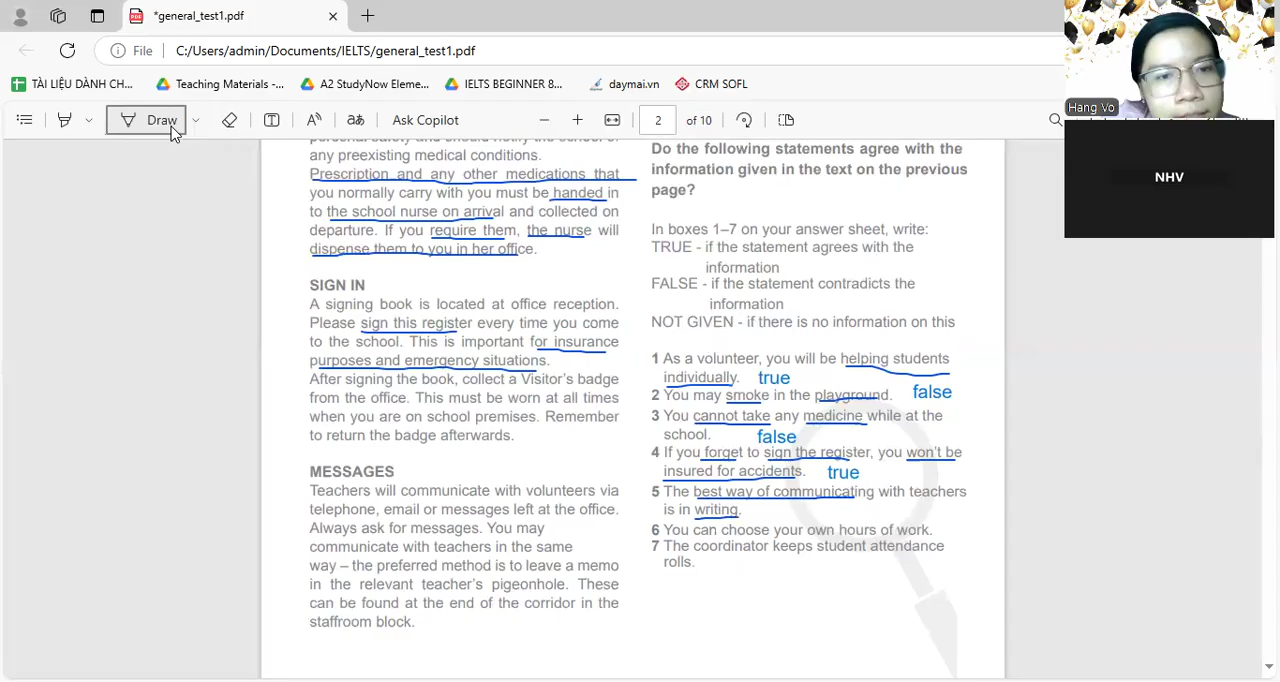 *general_test1.pdf
File C:/Users/admin/Documents/IELTS/general_test1.pdf
TÀI LIỆU DÀNH CH... Teaching Materials -... A2 StudyNow Eleme... IELTS BEGINNER 8... daymai.vn CRM SOFL
Draw Ask Copilot 2 of 10
Hang Vo
NHV
any preexisting medical conditions.
Prescription and any other medications that
you normally carry with you must be handed in
to the school nurse on arrival and collected on
departure. If you require them, the nurse will
dispense them to you in her office.
SIGN IN
A signing book is located at office reception.
Please sign this register every time you come
to the school. This is important for insurance
purposes and emergency situations.
After signing the book, collect a Visitor's badge
from the office. This must be worn at all times
when you are on school premises. Remember
to return the badge afterwards.
MESSAGES
Teachers will communicate with volunteers via
telephone, email or messages left at the office.
Always ask for messages. You may
communicate with teachers in the same
way – the preferred method is to leave a memo
in the relevant teacher's pigeonhole. These
can be found at the end of the corridor in the
staffroom block.
Do the following statements agree with the
information given in the text on the previous
page?
In boxes 1–7 on your answer sheet, write:
TRUE - if the statement agrees with the
information
FALSE - if the statement contradicts the
information
NOT GIVEN - if there is no information on this
1 As a volunteer, you will be helping students
individually. true
2 You may smoke in the playground. false
3 You cannot take any medicine while at the
school. false
4 If you forget to sign the register, you won't be
insured for accidents. true
5 The best way of communicating with teachers
is in writing.
6 You can choose your own hours of work.
7 The coordinator keeps student attendance
rolls.